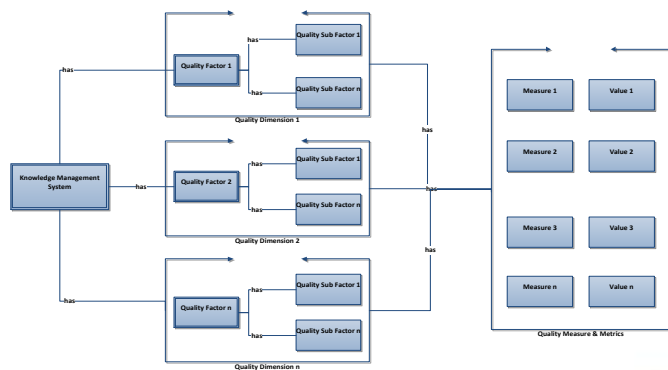 Quality Sub Factor 1
has
Quality Factor 1
has
has
Quality Sub Factor n
Quality Dimension 1
Measure 1
Value 1
has
Quality Sub Factor 1
has
Measure 2
Value 2
Knowledge Management
System
has
Quality Factor 2
has
has
Quality Sub Factor n
Quality Dimension 2
Measure 3
Value 3
has
Quality Sub Factor 1
has
has
Quality Factor n
Measure n
Value n
has
Quality Sub Factor n
Quality Measure & Metrics
Quality Dimension n